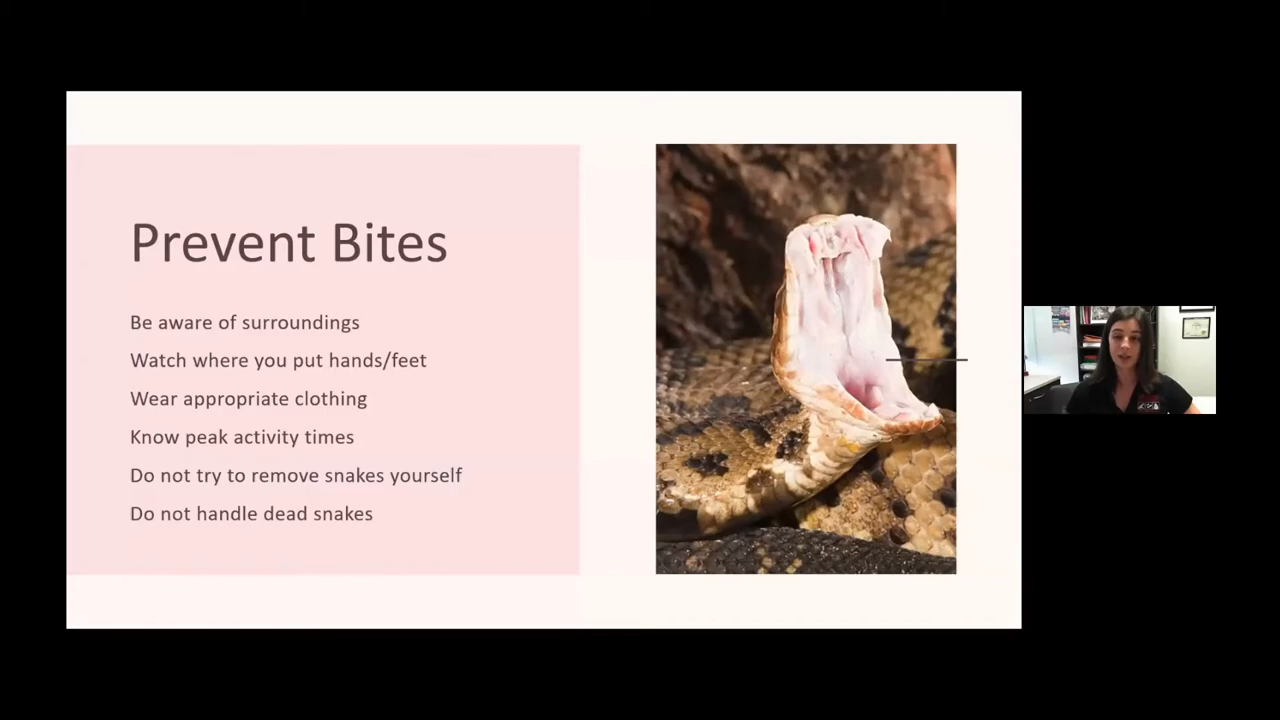 Prevent Bites
Be aware of surroundings
Watch where you put hands/feet
Wear appropriate clothing
Know peak activity times
Do not try to remove snakes yourself
Do not handle dead snakes